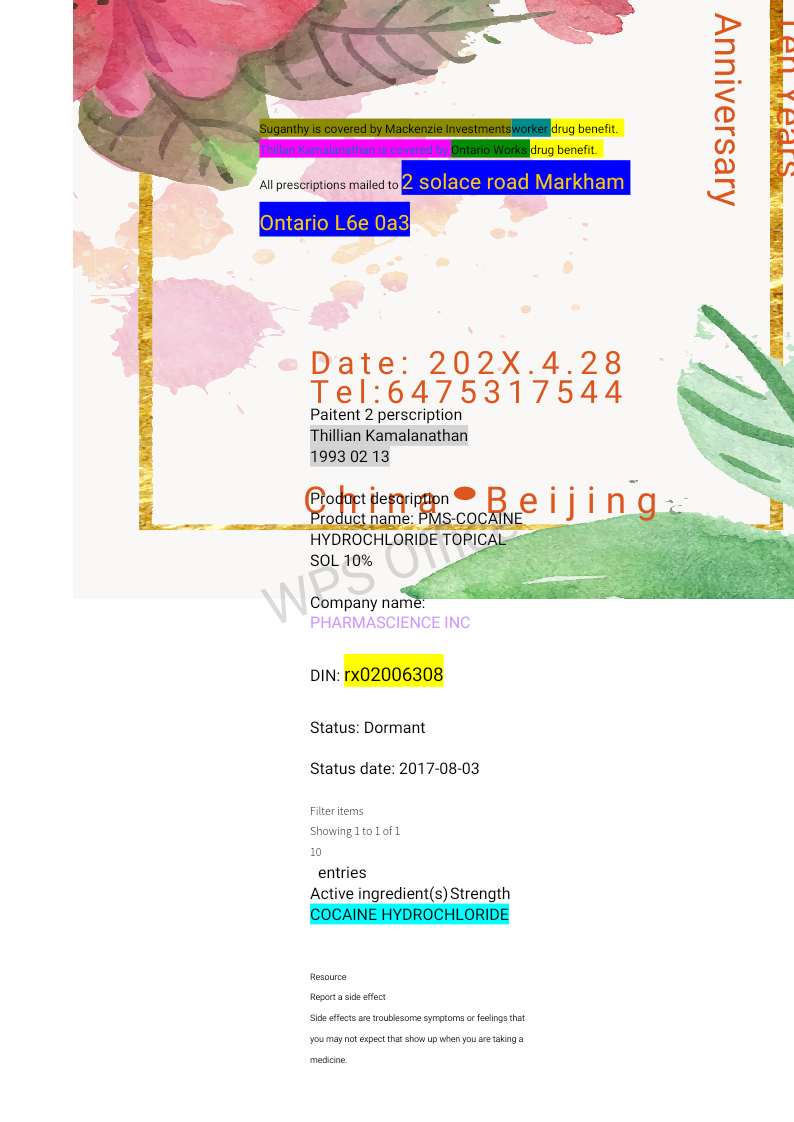 Ten Years
Anniversary
Suganthy is covered by Mackenzie Investmentsworker drug benefit.
Thillan Kamalanathan is covered by Ontario Works drug benefit.
All prescriptions mailed to 2 solace road Markham
Ontario L6e 0a3
Date: 202X.4.28
Tel:6475317544
Paitent 2 perscription
Thillian Kamalanathan
1993 02 13
China Beijing
Product description
Product name: PMS-COCAINE
HYDROCHLORIDE TOPICAL
SOL 10%
WPS Office
Company name:
PHARMASCIENCE INC
DIN: rx02006308
Status: Dormant
Status date: 2017-08-03
Filter items
Showing 1 to 1 of 1
10
entries
Active ingredient(s) Strength
COCAINE HYDROCHLORIDE
Resource
Report a side effect
Side effects are troublesome symptoms or feelings that
you may not expect that show up when you are taking a
medicine.